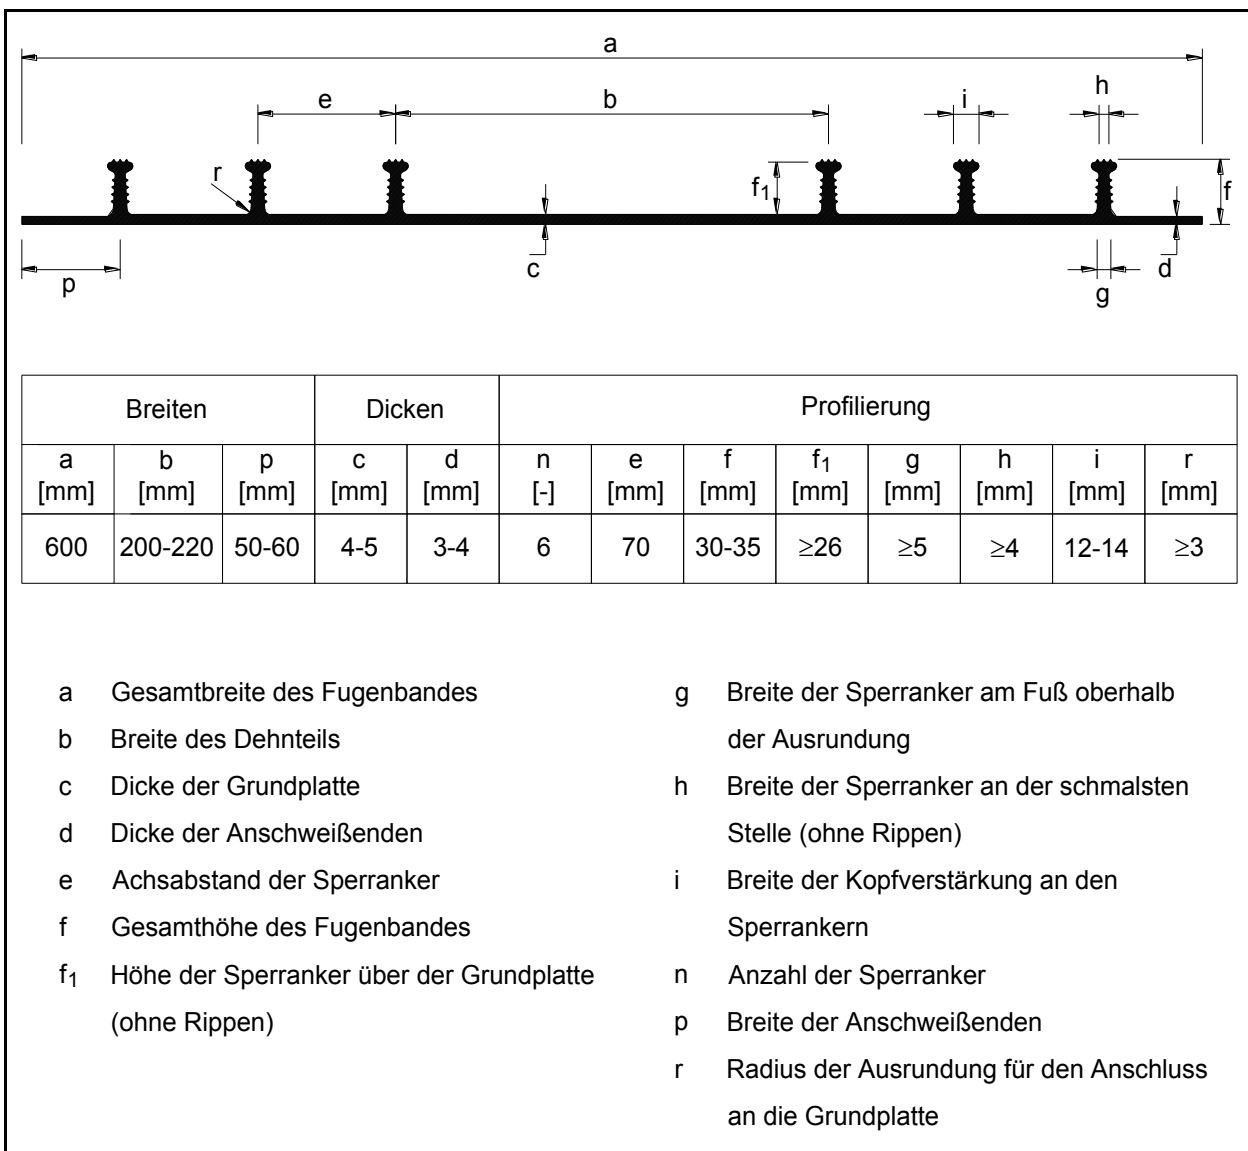 a
e
b
i
h
r
f1
f
p
c
d
g
Breiten Dicken Profilierung
a b p c d n e f f1 g h i r
[mm] [mm] [mm] [mm] [mm] [-] [mm] [mm] [mm] [mm] [mm] [mm] [mm]
600 200-220 50-60 4-5 3-4 6 70 30-35 ≥26 ≥5 ≥4 12-14 ≥3
a Gesamtbreite des Fugenbandes
b Breite des Dehnteils
c Dicke der Grundplatte
d Dicke der Anschweißenden
e Achsabstand der Sperranker
f Gesamthöhe des Fugenbandes
f1 Höhe der Sperranker über der Grundplatte
(ohne Rippen)
g Breite der Sperranker am Fuß oberhalb
der Ausrundung
h Breite der Sperranker an der schmalsten
Stelle (ohne Rippen)
i Breite der Kopfverstärkung an den
Sperrankern
n Anzahl der Sperranker
p Breite der Anschweißenden
r Radius der Ausrundung für den Anschluss
an die Grundplatte